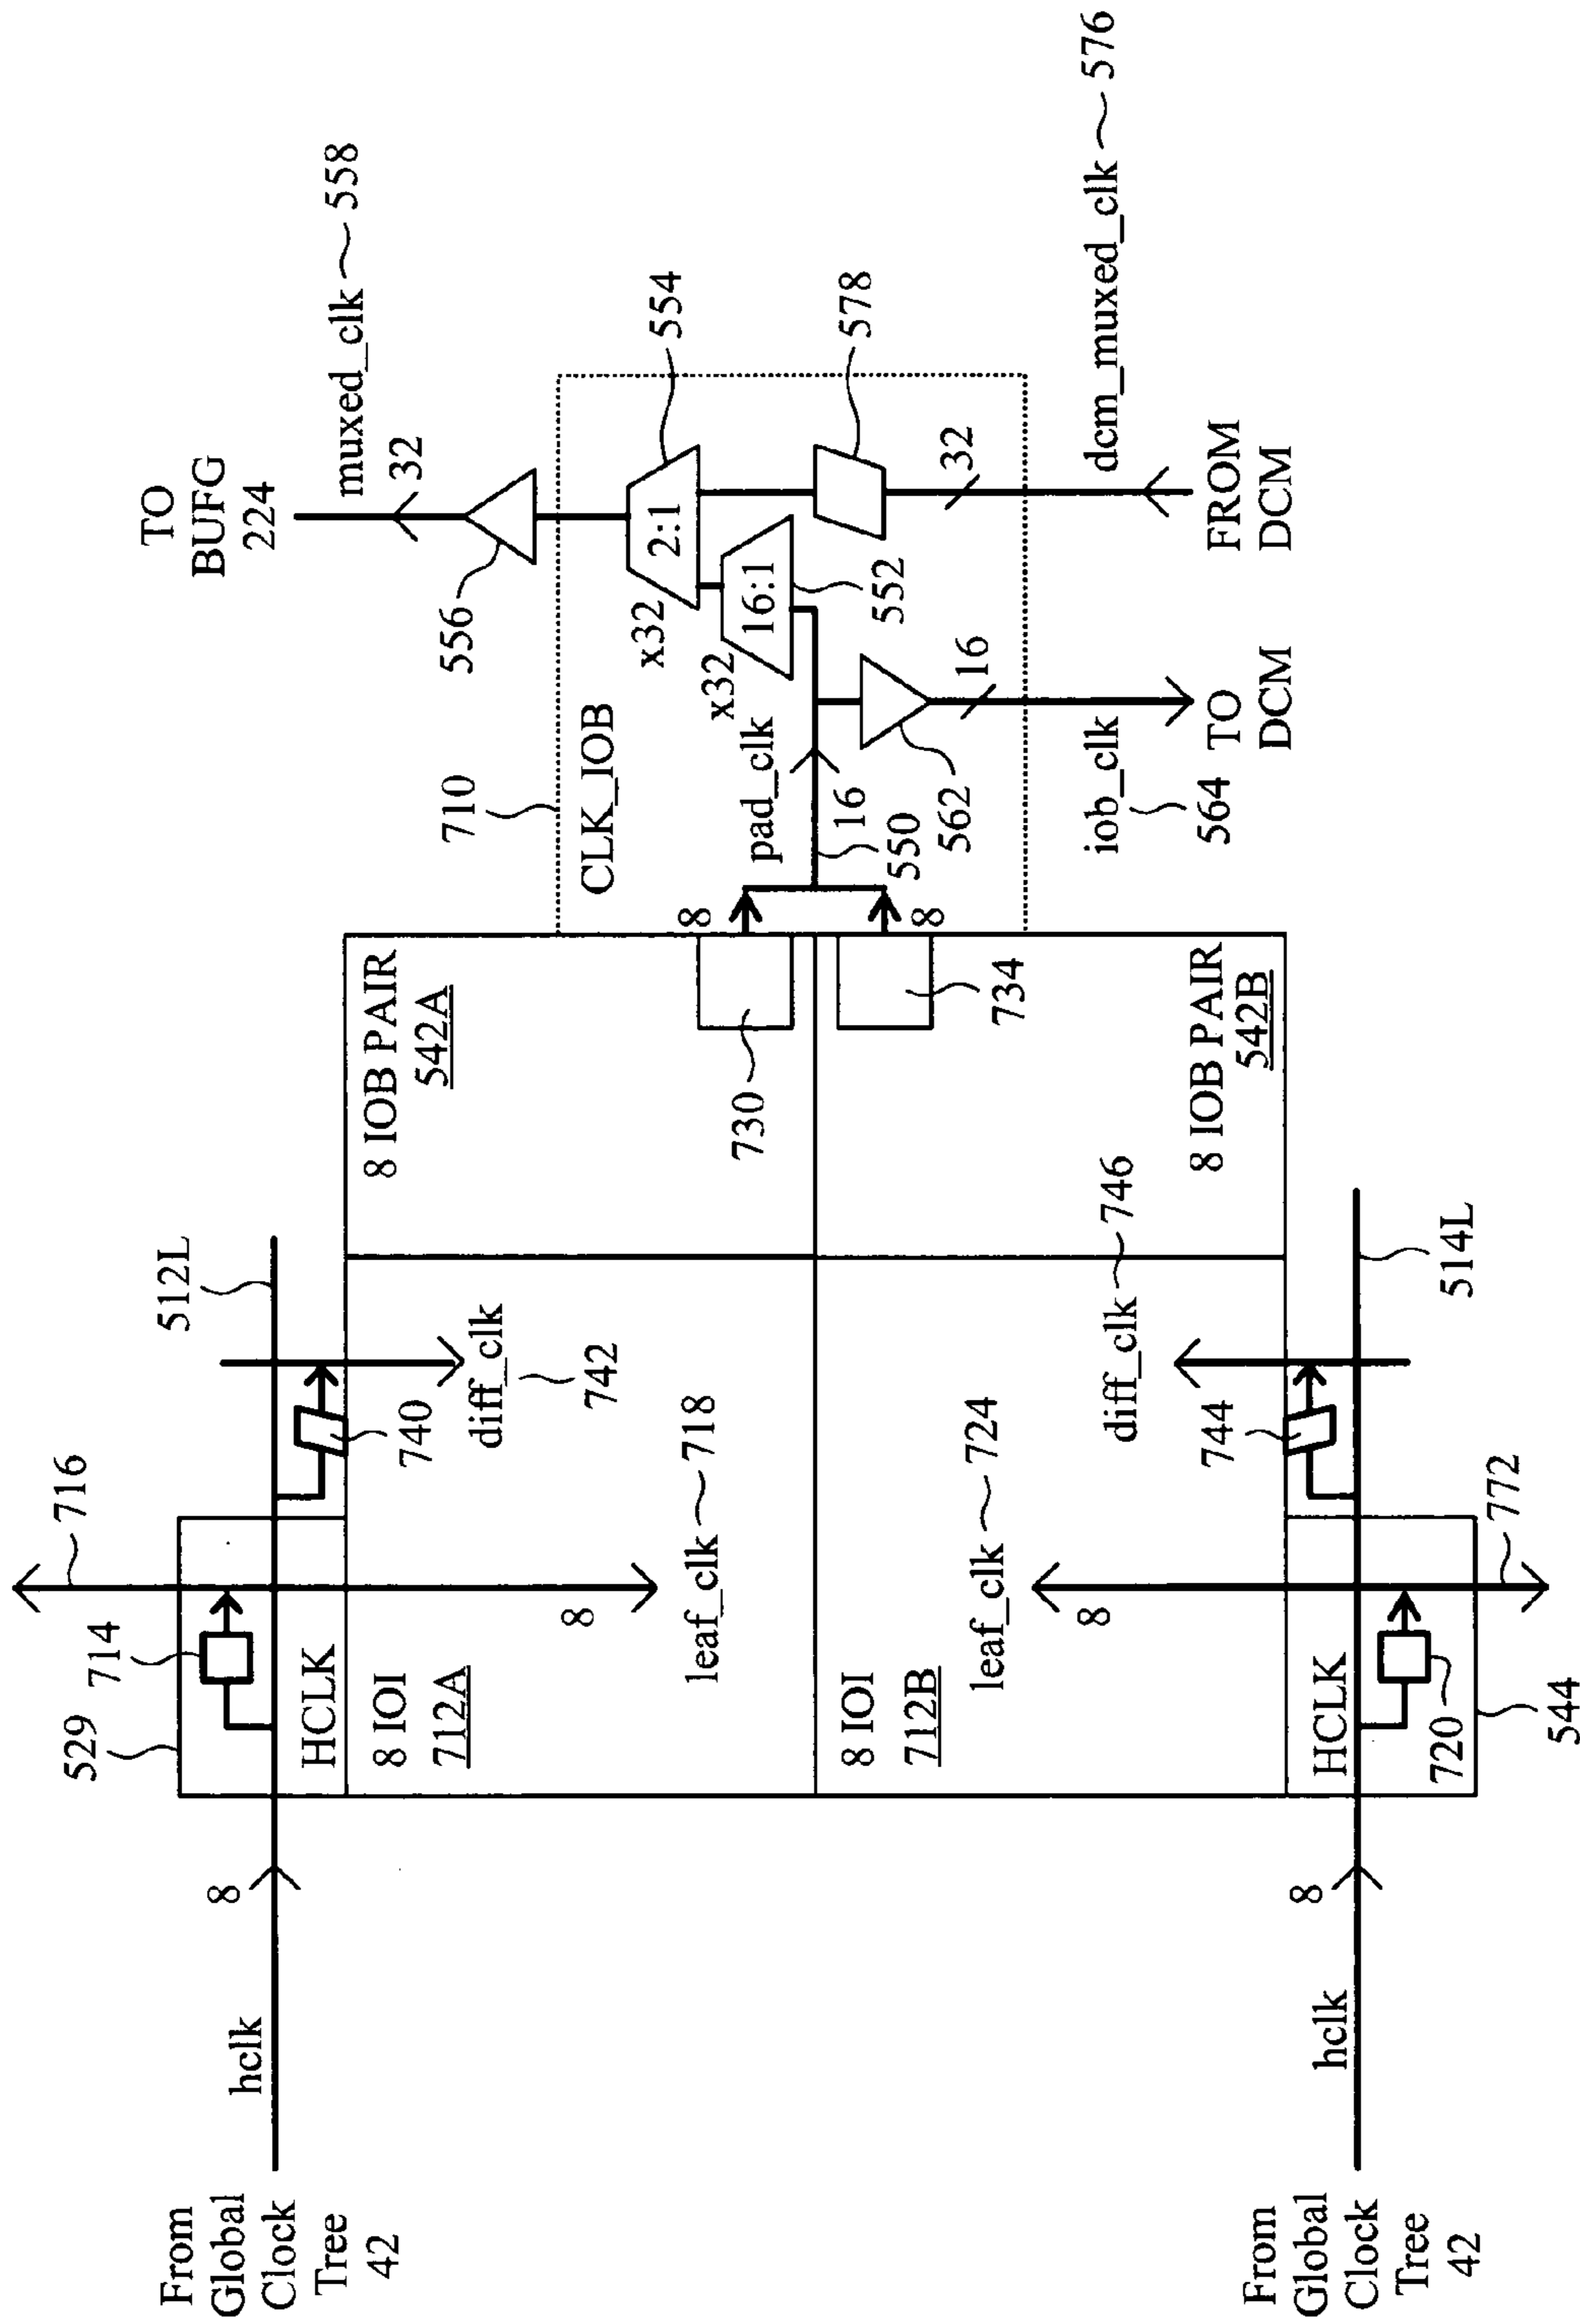 From
Global
Clock
Tree
42
hclk
8
529
714
716
HCLK
512L
740
diff_clk
742
8
leaf_clk 718
8 IOI
712A
8 IOB PAIR
542A
730
8
710
CLK_IOB
pad_clk
16
550
x32
16:1
552
x32
2:1
554
556
TO
BUFG
224
muxed_clk 558
32
578
32
dcm_muxed_clk 576
FROM
DCM
562
16
iob_clk
564
TO
DCM
8
734
8 IOB PAIR
542B
8 IOI
712B
leaf_clk 724
8
diff_clk 746
744
514L
From
Global
Clock
Tree
42
hclk
8
HCLK
720
544
772